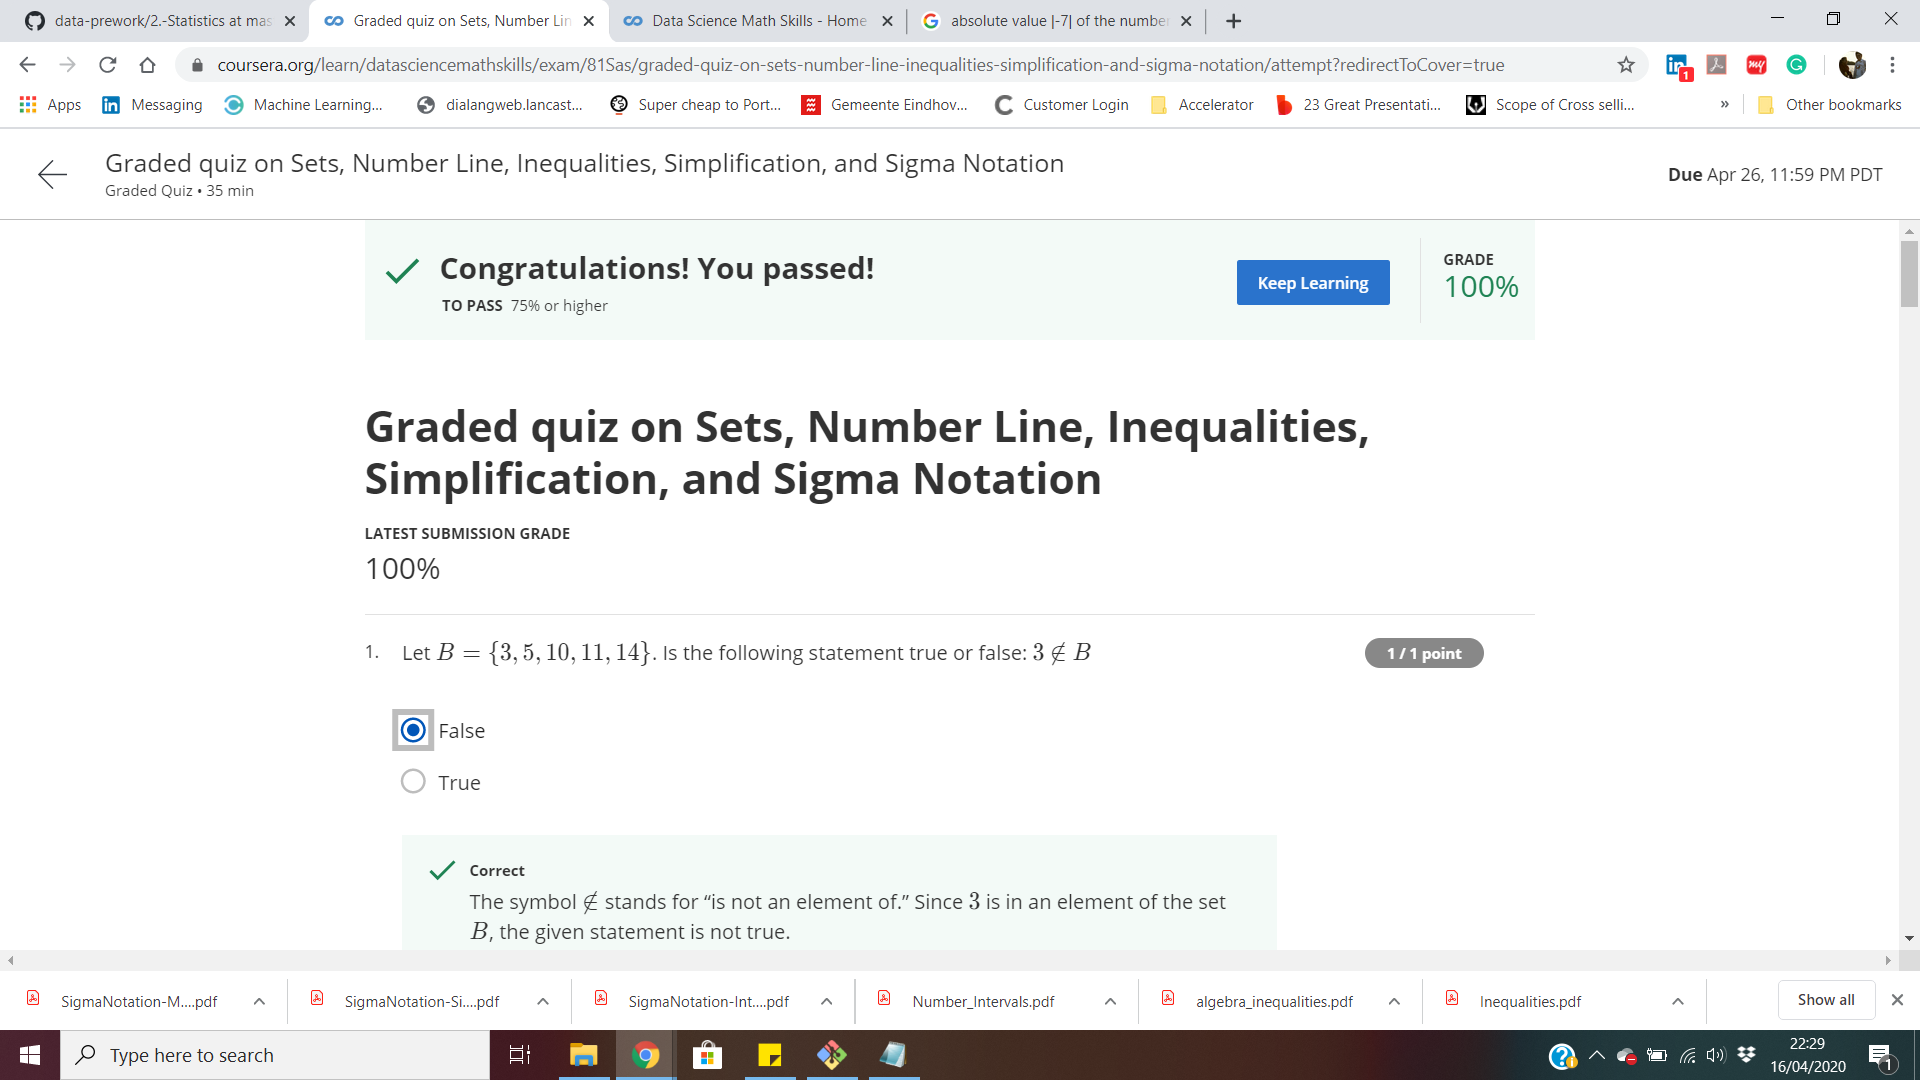 data-prework/2.-Statistics at mas
Graded quiz on Sets, Number Lin
Data Science Math Skills - Home
absolute value |-7| of the number
coursera.org/learn/datasciencemathskills/exam/81Sas/graded-quiz-on-sets-number-line-inequalities-simplification-and-sigma-notation/attempt?redirectToCover=true
in 1 my G
Apps
in Messaging
Machine Learning...
dialangweb.lancast...
Super cheap to Port...
Gemeente Eindhov...
Customer Login
Accelerator
23 Great Presentati...
Scope of Cross selli...
»
Other bookmarks
Graded quiz on Sets, Number Line, Inequalities, Simplification, and Sigma Notation
Graded Quiz • 35 min
Due Apr 26, 11:59 PM PDT
Congratulations! You passed!
TO PASS 75% or higher
Keep Learning
GRADE
100%
Graded quiz on Sets, Number Line, Inequalities,
Simplification, and Sigma Notation
LATEST SUBMISSION GRADE
100%
1. Let B = {3, 5, 10, 11, 14}. Is the following statement true or false: 3 ∉ B
1 / 1 point
False
True
Correct
The symbol ∉ stands for “is not an element of.” Since 3 is in an element of the set
B, the given statement is not true.
SigmaNotation-M....pdf
SigmaNotation-Si....pdf
SigmaNotation-Int....pdf
Number_Intervals.pdf
algebra_inequalities.pdf
Inequalities.pdf
Show all
Type here to search
22:29
16/04/2020
1